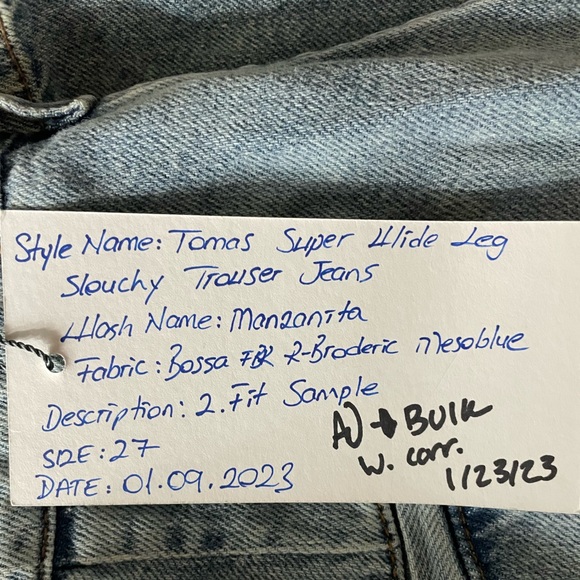 Style Name: Tomas Super Wide Leg
Slouchy Trouser Jeans
Wash Name: Manzanita
Fabric: Bossa R-Broderic Mesoblue
Description: 2. Fit Sample
SIZE: 27
DATE: 01.09.2023
A) → BULK
w. corr.
1/23/23